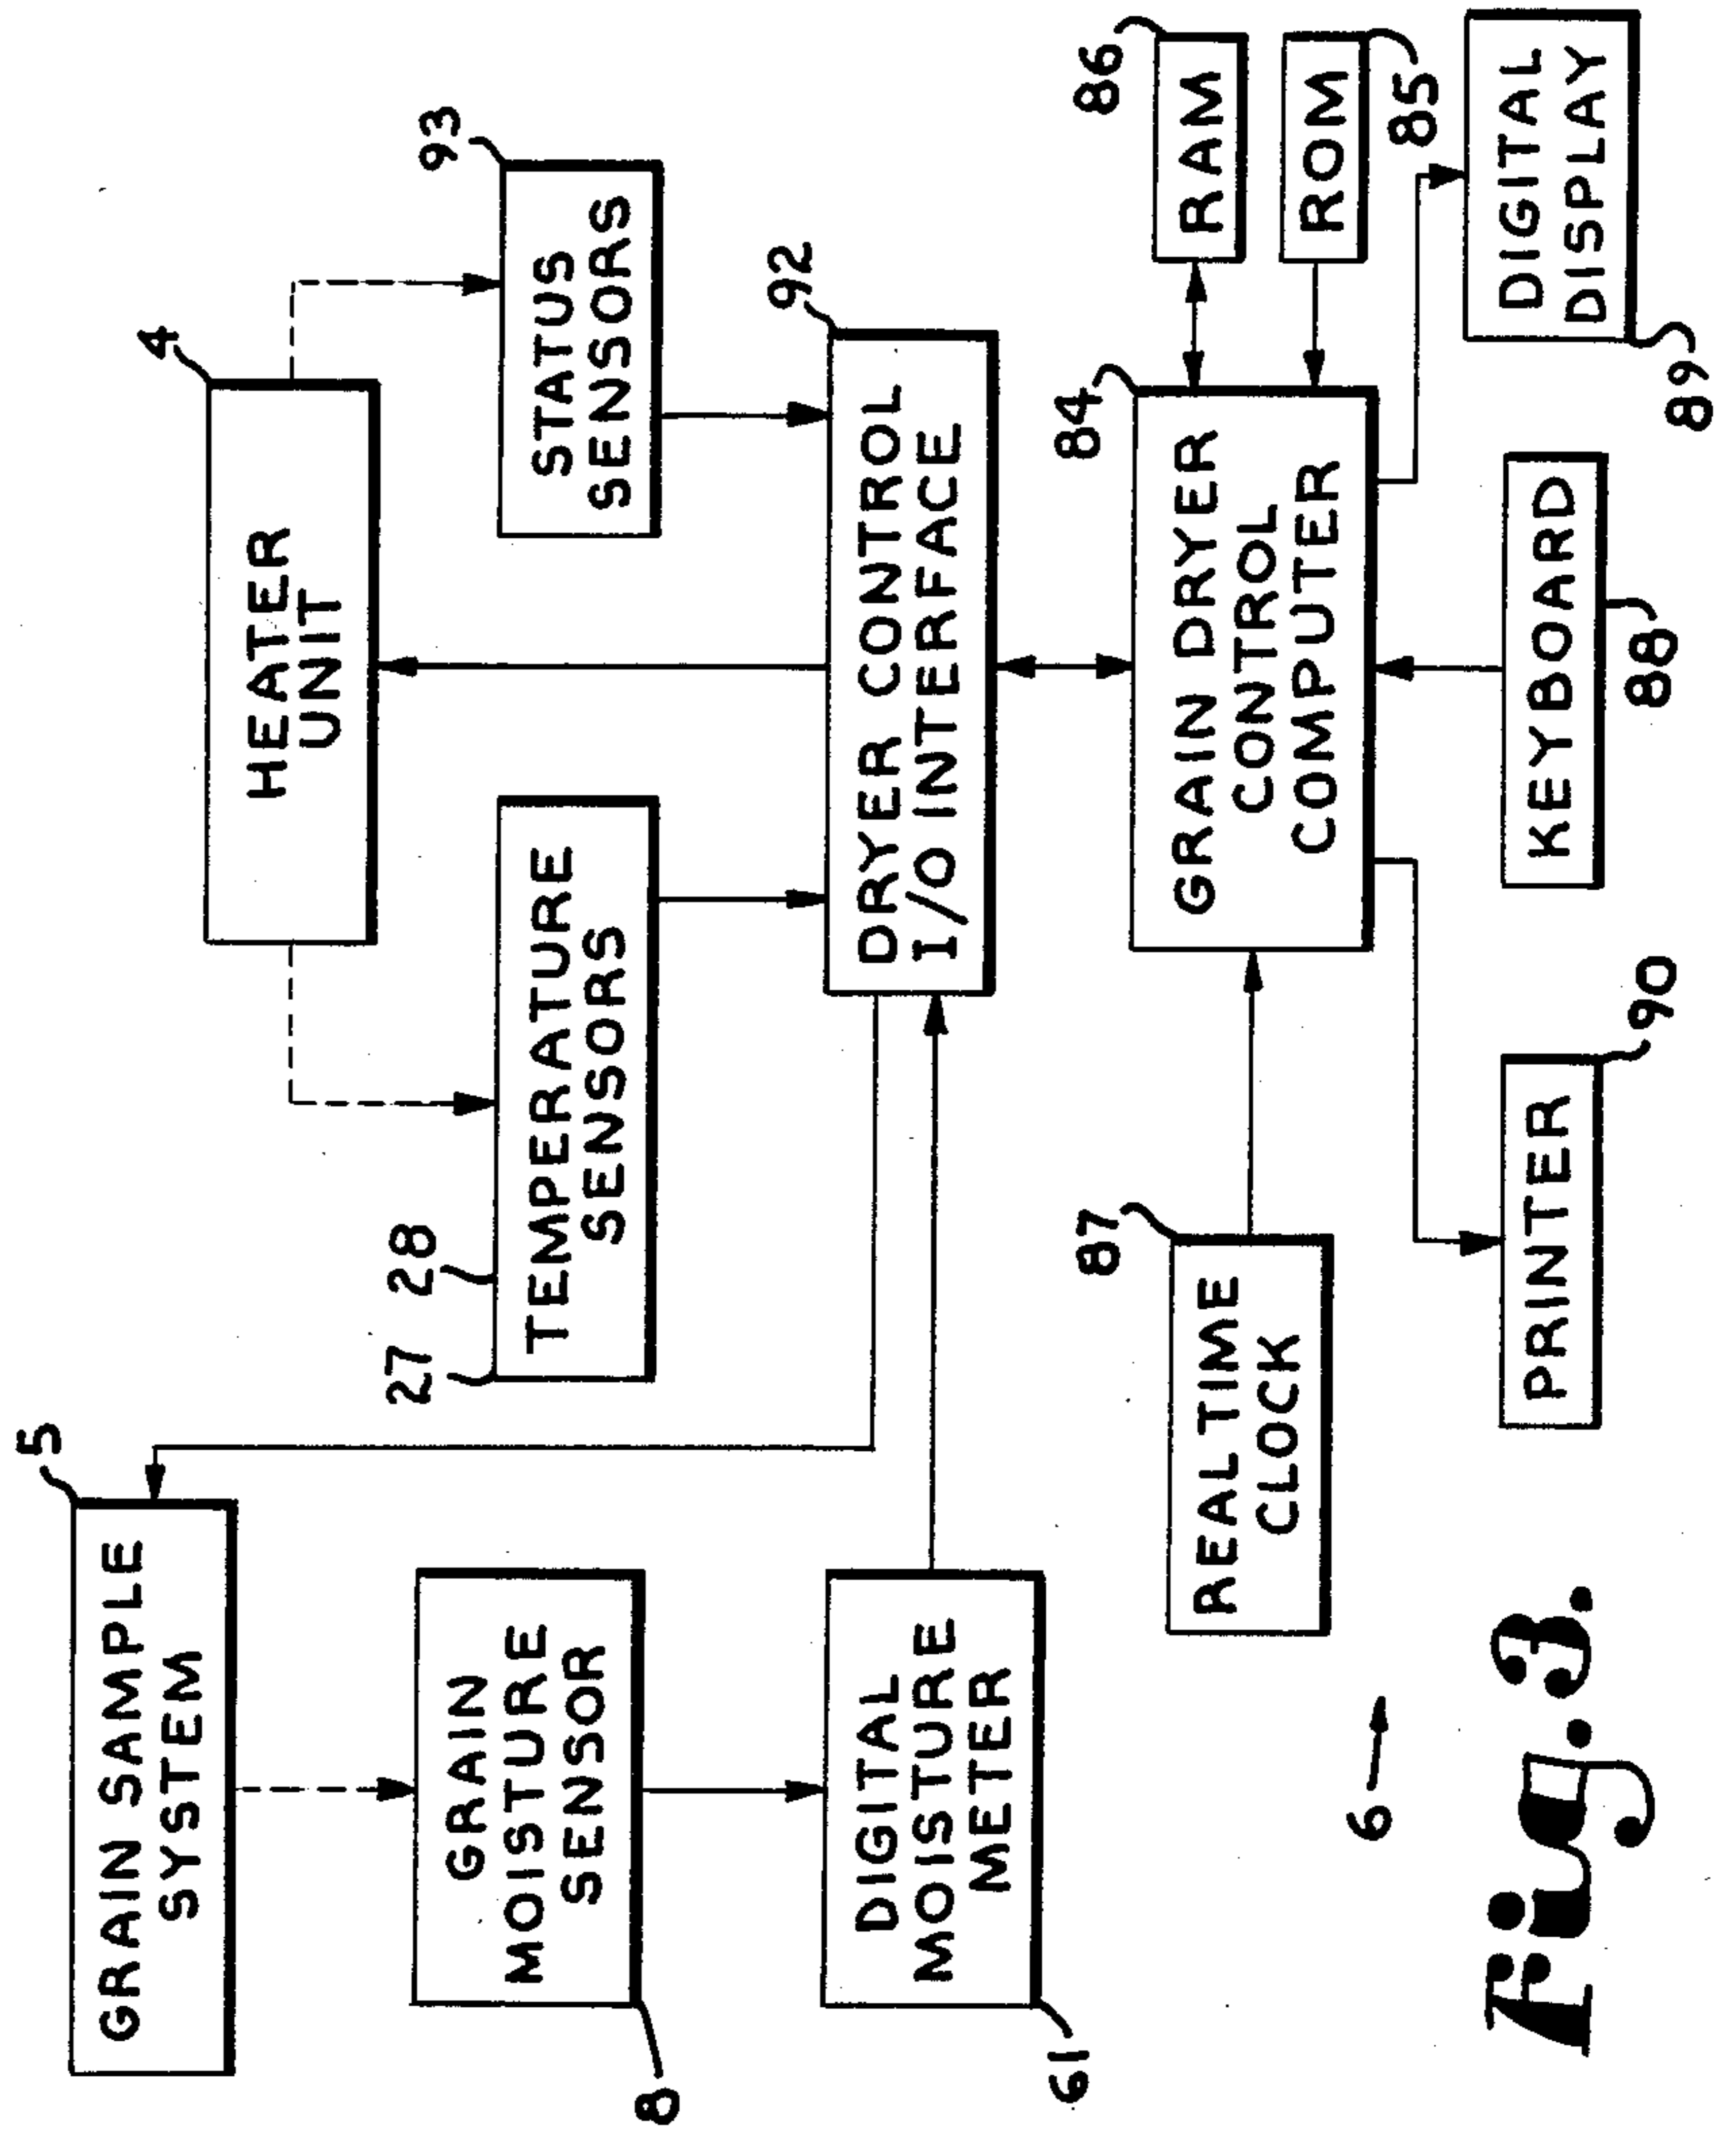 5
GRAIN SAMPLE
SYSTEM
4
HEATER
UNIT
27 28
TEMPERATURE
SENSORS
93
STATUS
SENSORS
GRAIN
MOISTURE
SENSOR
8
92
DRYER CONTROL
I/O INTERFACE
DIGITAL
MOISTURE
METER
61
84
GRAIN DRYER
CONTROL
COMPUTER
86
RAM
ROM
85
87
REALTIME
CLOCK
PRINTER
90
KEYBOARD
88
DIGITAL
DISPLAY
89
6
Fig. 3.